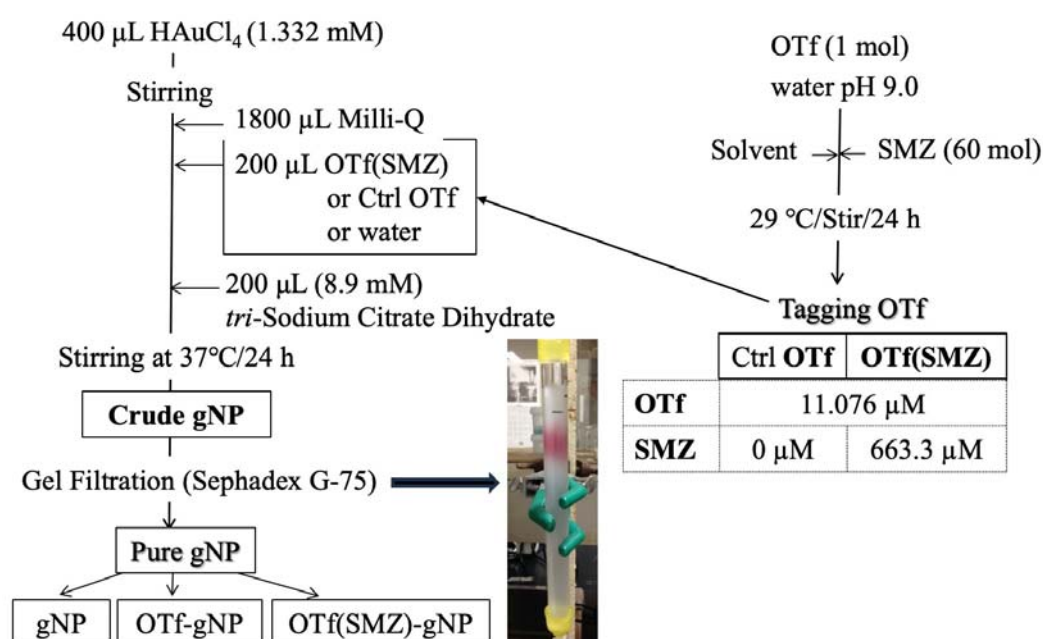 400 µL HAuCl₄ (1.332 mM)
Stirring
1800 µL Milli-Q
200 µL OTf(SMZ)
or Ctrl OTf
or water
200 µL (8.9 mM)
tri-Sodium Citrate Dihydrate
Stirring at 37°C/24 h
Crude gNP
Gel Filtration (Sephadex G-75)
Pure gNP
gNP OTf-gNP OTf(SMZ)-gNP
OTf (1 mol)
water pH 9.0
Solvent SMZ (60 mol)
29 °C/Stir/24 h
Tagging OTf
Ctrl OTf OTf(SMZ)
OTf 11.076 µM
SMZ 0 µM 663.3 µM